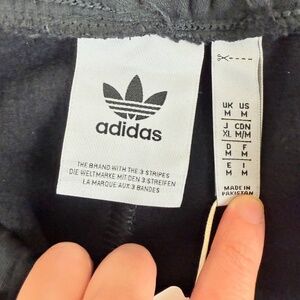 adidas
THE BRAND WITH THE 3 STRIPES
DIE WELTMARKE MIT DEN 3 STREIFEN
LA MARQUE AUX 3 BANDES
UK US
M M
J CDN
XL M/M
D F
M M
E I
M M
MADE IN
PAKISTAN